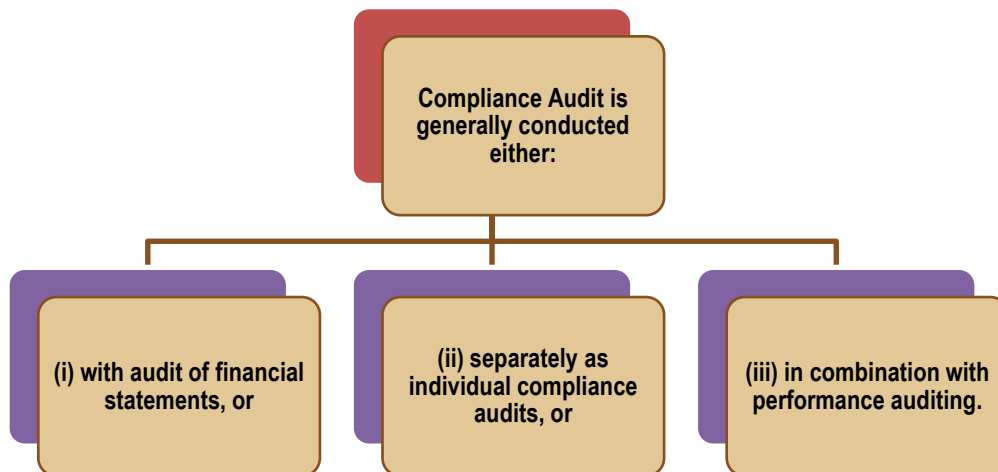 Compliance Audit is
generally conducted
either:
(i) with audit of financial
statements, or
(ii) separately as
individual compliance
audits, or
(iii) in combination with
performance auditing.